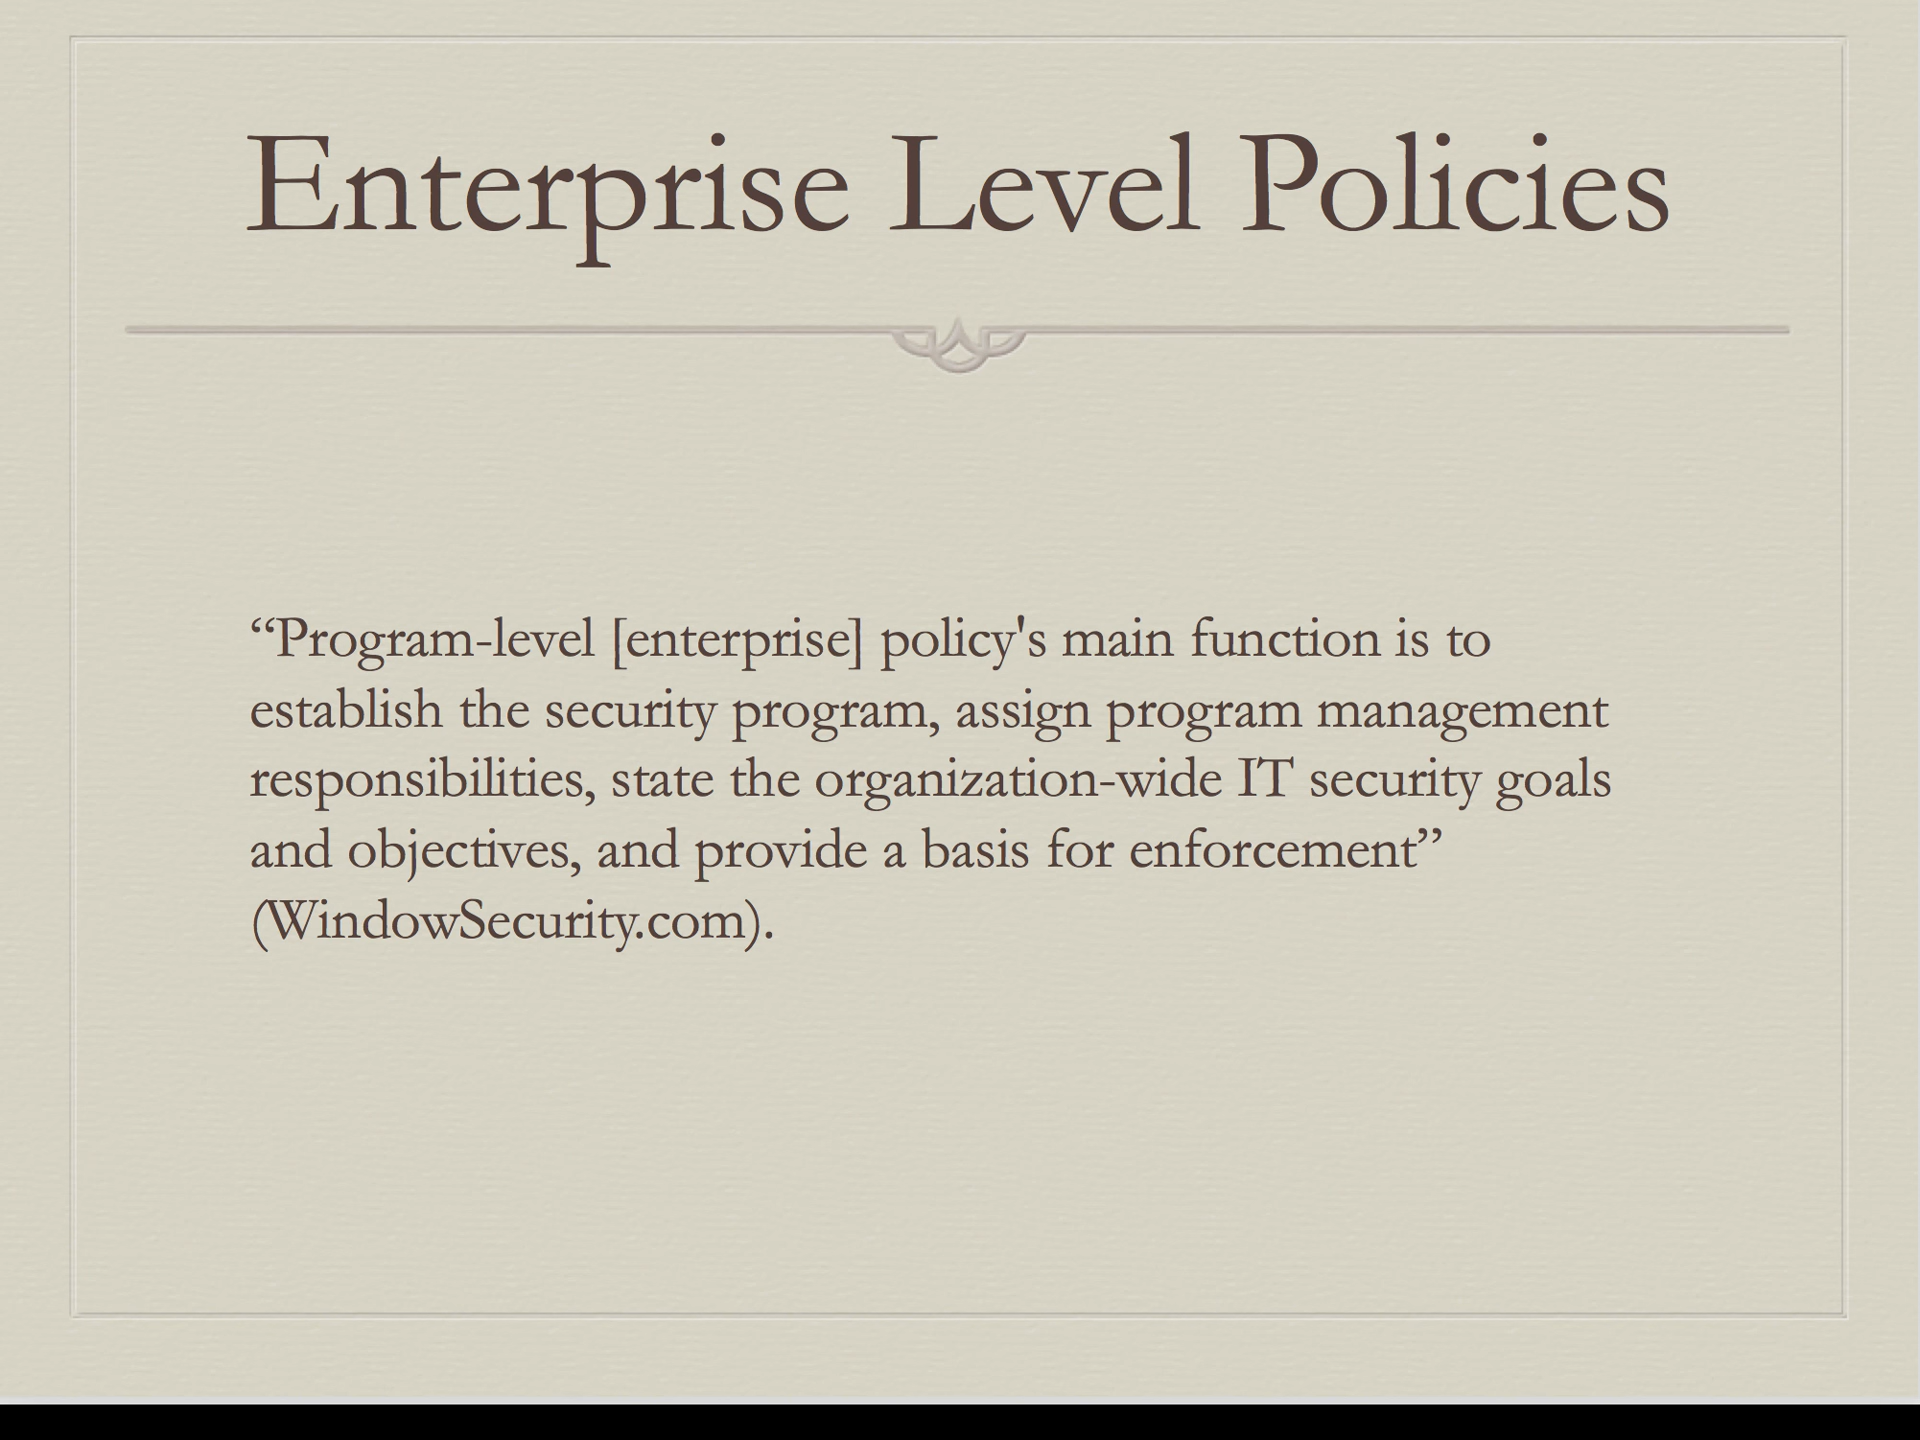 Enterprise Level Policies
“Program-level [enterprise] policy's main function is to
establish the security program, assign program management
responsibilities, state the organization-wide IT security goals
and objectives, and provide a basis for enforcement”
(WindowSecurity.com).